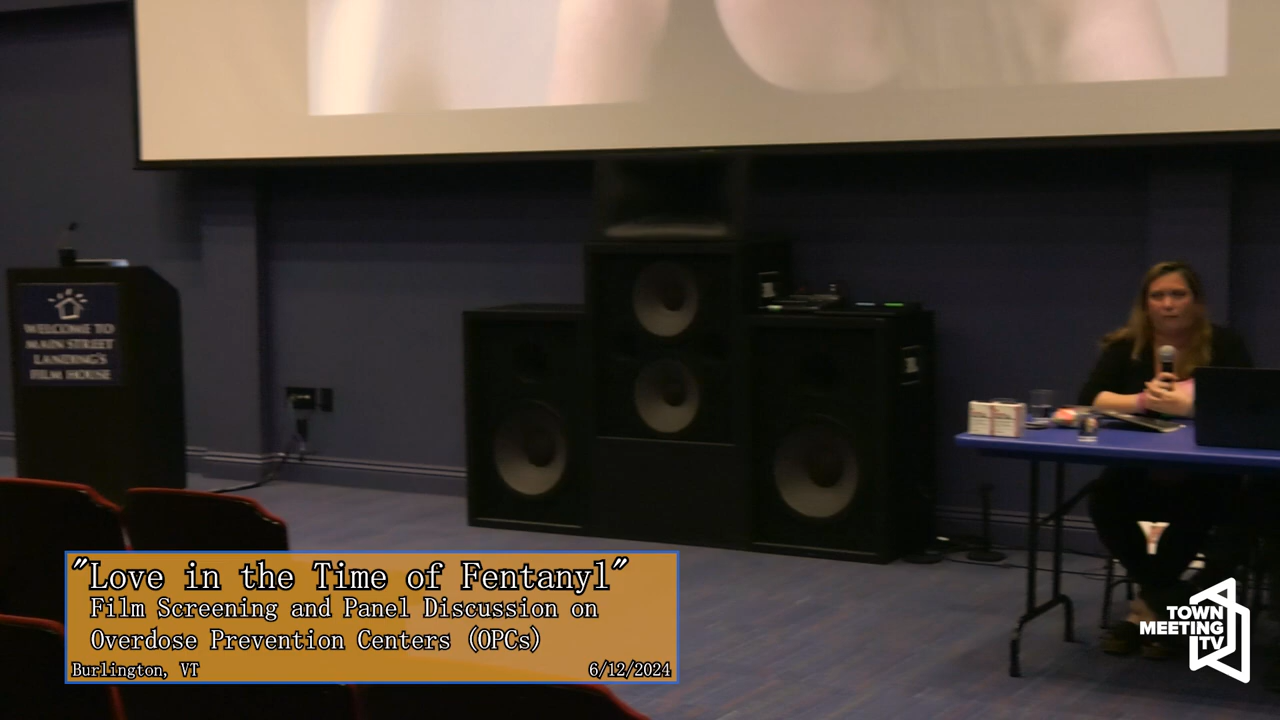 WELCOME TO
MAIN STREET
LANDING'S
FILM HOUSE
"Love in the Time of Fentanyl"
Film Screening and Panel Discussion on
Overdose Prevention Centers (OPCs)
Burlington, VT
6/12/2024
TOWN
MEETING
TV